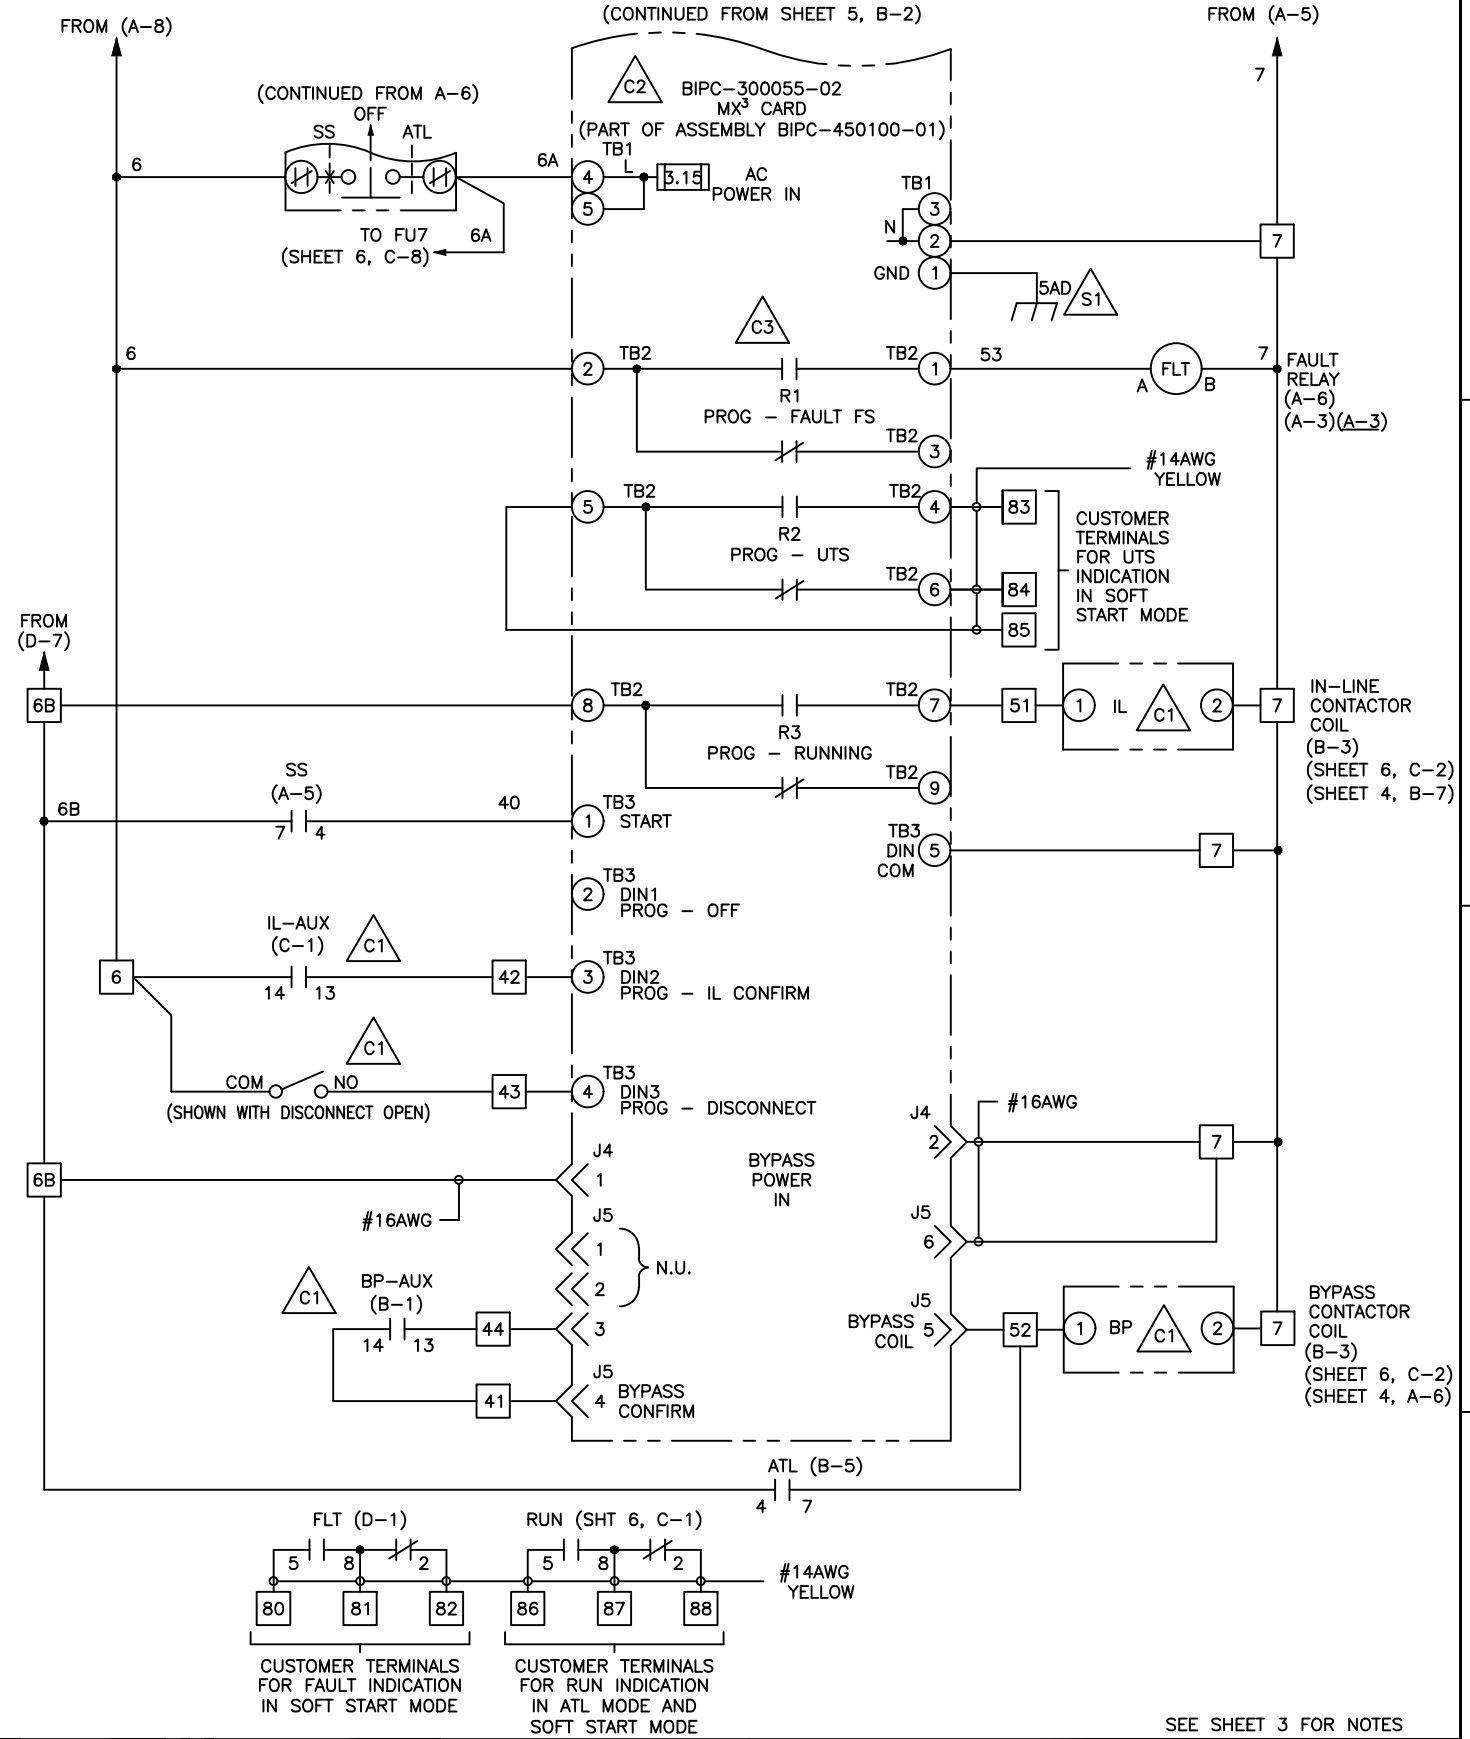 (CONTINUED FROM SHEET 5, B-2)
FROM (A-8)
FROM (A-5)
7
C2
BIPC-300055-02
MX³ CARD
(PART OF ASSEMBLY BIPC-450100-01)
(CONTINUED FROM A-6)
OFF
SS
ATL
6
6A
TB1
4
L
3.15
AC
POWER IN
5
TO FU7
(SHEET 6, C-8)
6A
TB1
3
N
2
7
GND
1
5AD
S1
C3
6
2
TB2
R1
PROG - FAULT FS
TB2
1
53
FLT
A
B
7
FAULT
RELAY
(A-6)
(A-3)(A-3)
TB2
3
#14AWG
YELLOW
5
TB2
R2
PROG - UTS
TB2
4
83
TB2
6
84
85
CUSTOMER
TERMINALS
FOR UTS
INDICATION
IN SOFT
START MODE
FROM
(D-7)
6B
8
TB2
R3
PROG - RUNNING
TB2
7
51
1
IL
C1
2
7
IN-LINE
CONTACTOR
COIL
(B-3)
(SHEET 6, C-2)
(SHEET 4, B-7)
TB2
9
6B
SS
(A-5)
7
4
40
1
TB3
START
TB3
DIN
COM
5
7
2
TB3
DIN1
PROG - OFF
6
IL-AUX
(C-1)
C1
14
13
42
3
TB3
DIN2
PROG - IL CONFIRM
C1
COM
NO
(SHOWN WITH DISCONNECT OPEN)
43
4
TB3
DIN3
PROG - DISCONNECT
#16AWG
J4
2
7
6B
#16AWG
J4
1
BYPASS
POWER
IN
J5
1
2
N.U.
J5
6
C1
BP-AUX
(B-1)
14
13
44
3
BYPASS
COIL
J5
5
52
1
BP
C1
2
7
BYPASS
CONTACTOR
COIL
(B-3)
(SHEET 6, C-2)
(SHEET 4, A-6)
41
J5
4
BYPASS
CONFIRM
ATL (B-5)
4
7
FLT (D-1)
5
8
2
RUN (SHT 6, C-1)
5
8
2
#14AWG
YELLOW
80
81
82
86
87
88
CUSTOMER TERMINALS
FOR FAULT INDICATION
IN SOFT START MODE
CUSTOMER TERMINALS
FOR RUN INDICATION
IN ATL MODE AND
SOFT START MODE
SEE SHEET 3 FOR NOTES